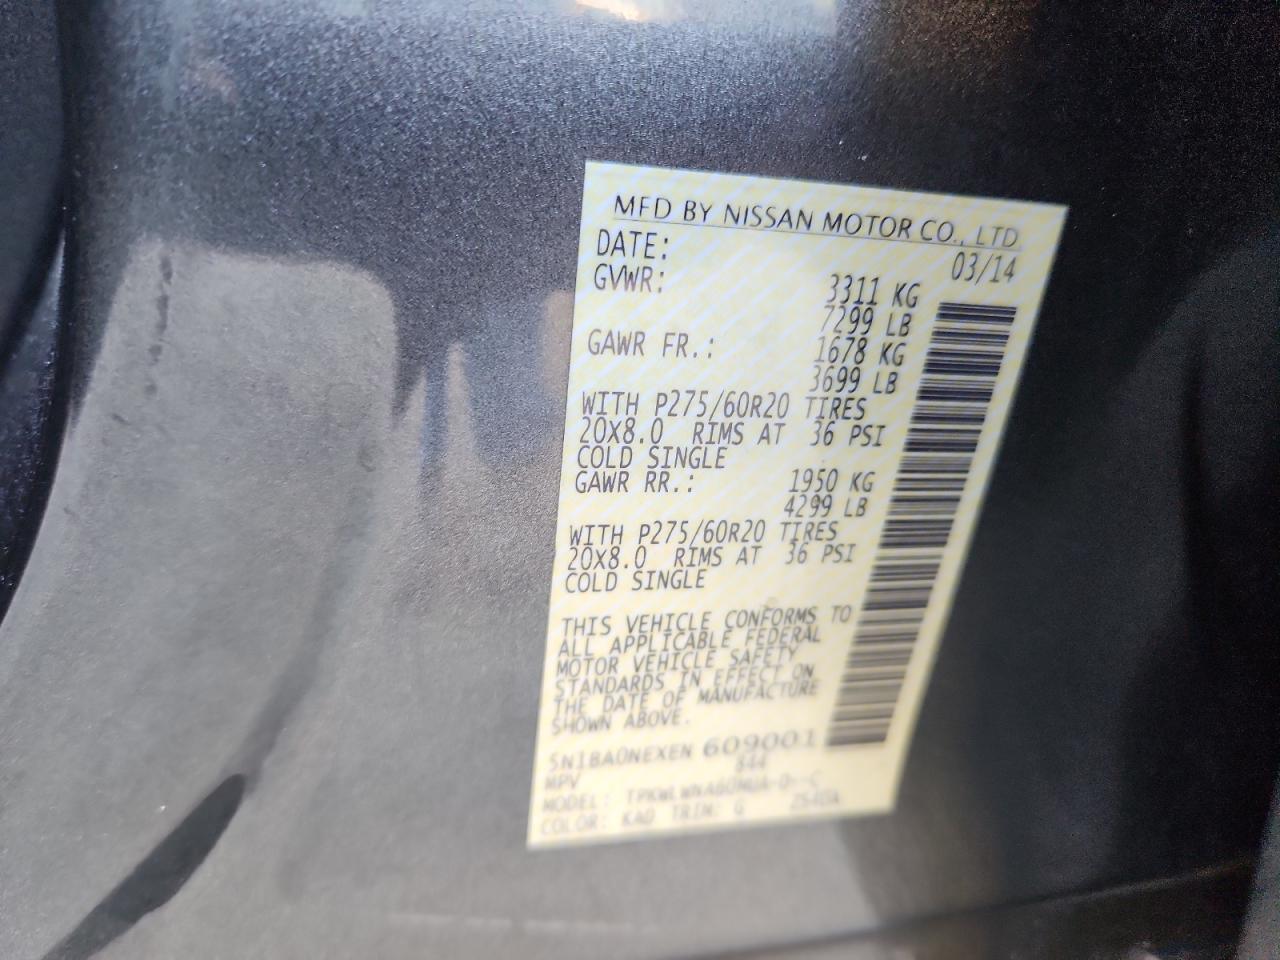 MFD BY NISSAN MOTOR CO., LTD
DATE: 03/14
GVWR: 3311 KG
7299 LB
GAWR FR.: 1678 KG
3699 LB
WITH P275/60R20 TIRES
20X8.0 RIMS AT 36 PSI
COLD SINGLE
GAWR RR.: 1950 KG
4299 LB
WITH P275/60R20 TIRES
20X8.0 RIMS AT 36 PSI
COLD SINGLE
THIS VEHICLE CONFORMS TO
ALL APPLICABLE FEDERAL
MOTOR VEHICLE SAFETY
STANDARDS IN EFFECT ON
THE DATE OF MANUFACTURE
SHOWN ABOVE.
5N1BA0NEXEN 609001
MPV 844
MODEL:
COLOR: KAD TRIM: G